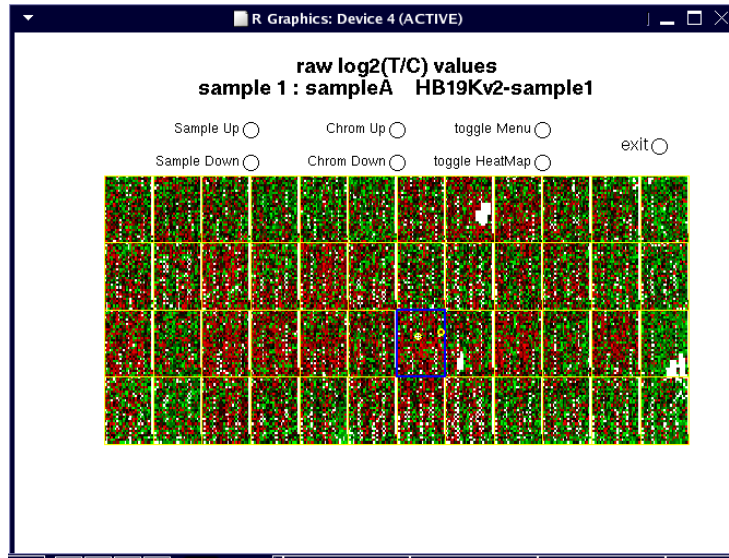 R Graphics: Device 4 (ACTIVE)
raw log2(T/C) values
sample 1 : sampleA HB19Kv2-sample1
Sample Up Chrom Up toggle Menu
exit
Sample Down Chrom Down toggle HeatMap